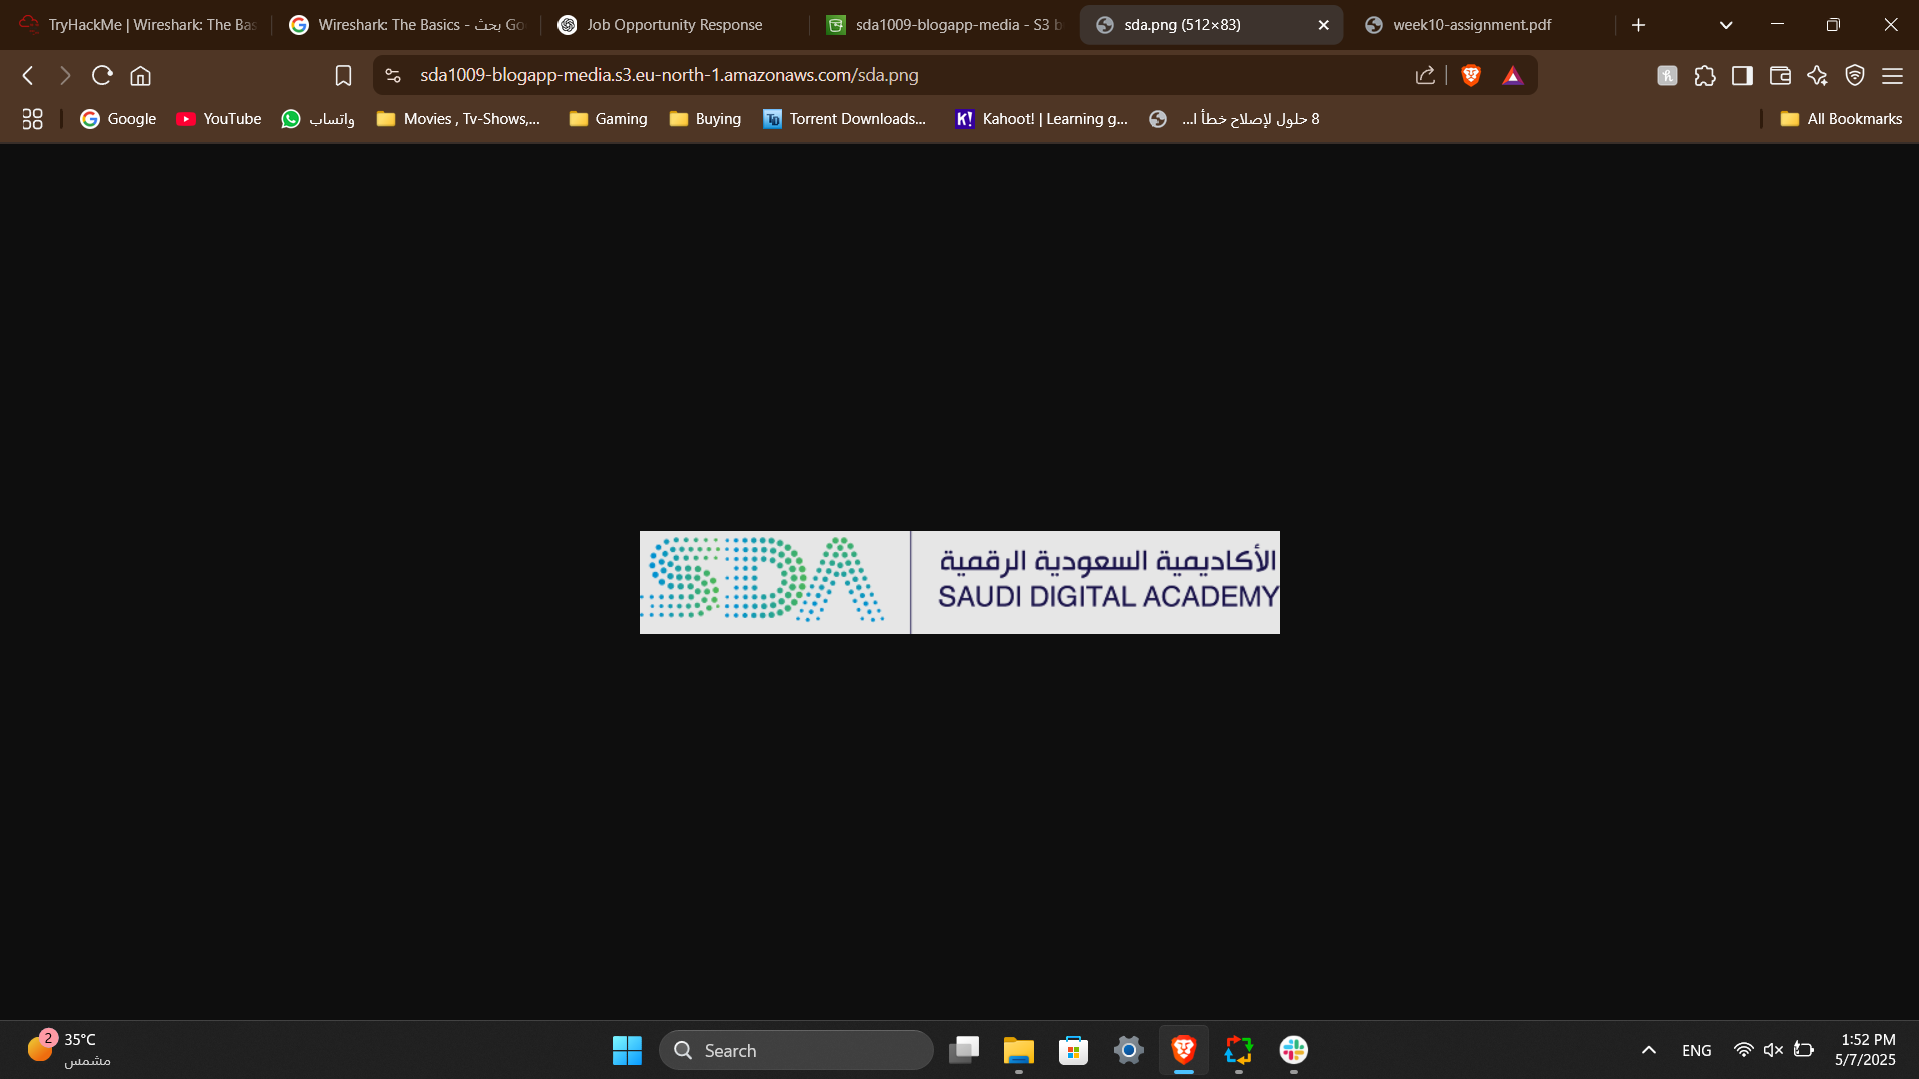 TryHackMe | Wireshark: The Bas
Wireshark: The Basics - بحث Go
Job Opportunity Response
sda1009-blogapp-media - S3 b
sda.png (512×83)
week10-assignment.pdf
sda1009-blogapp-media.s3.eu-north-1.amazonaws.com/sda.png
Google
YouTube
واتساب
Movies , Tv-Shows,...
Gaming
Buying
Torrent Downloads...
Kahoot! | Learning g...
8 حلول لإصلاح خطأ ا...
All Bookmarks
SDA
الأكاديمية السعودية الرقمية
SAUDI DIGITAL ACADEMY
2
35°C
مشمس
Search
ENG
1:52 PM
5/7/2025